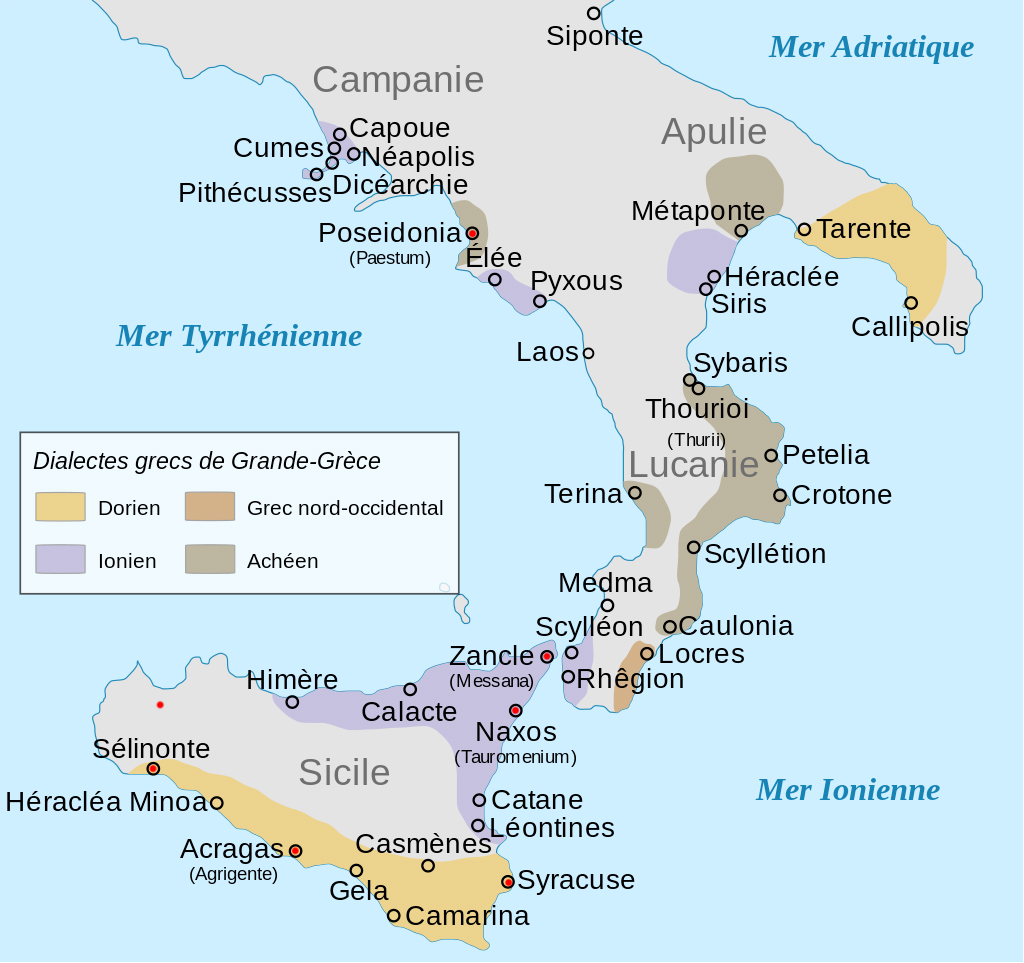 Siponte
Mer Adriatique
Campanie
Capoue
Apulie
Cumes
Néapolis
Pithécusses
Dicéarchie
Métaponte
Tarente
Poseidonia
(Paestum)
Élée
Pyxous
Héraclée
Siris
Callipolis
Mer Tyrrhénienne
Laos
Sybaris
Thourioi
(Thurii)
Lucanie
Petelia
Dialectes grecs de Grande-Grèce
Dorien
Grec nord-occidental
Ionien
Achéen
Terina
Crotone
Scyllétion
Medma
Scylléon
Caulonia
Zancle
(Messana)
Locres
Rhêgion
Himère
Calacte
Naxos
(Tauromenium)
Sélinonte
Sicile
Mer Ionienne
Héracléa Minoa
Catane
Léontines
Acragas
(Agrigente)
Casmènes
Gela
Syracuse
Camarina